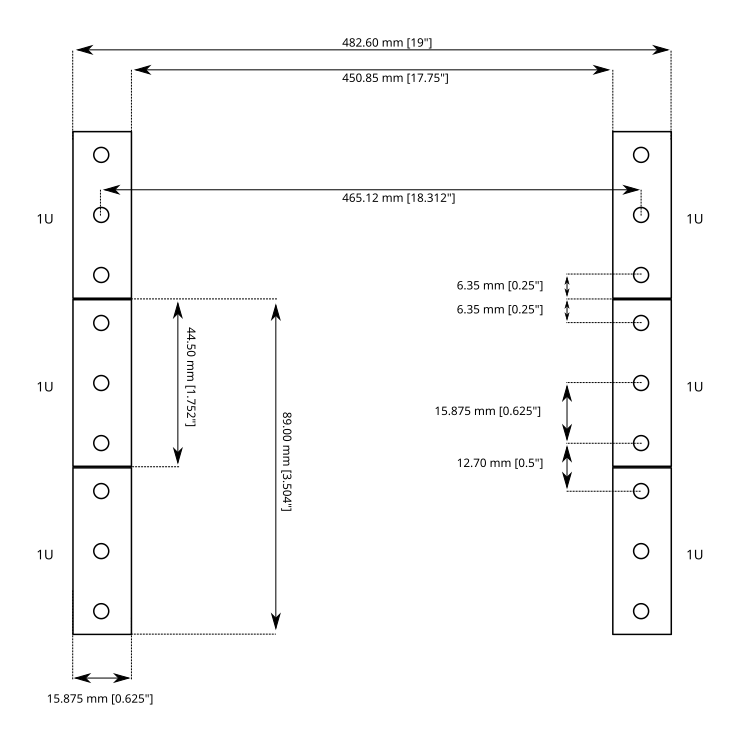 482.60 mm [19"]
450.85 mm [17.75"]
465.12 mm [18.312"]
1U
1U
6.35 mm [0.25"]
6.35 mm [0.25"]
44.50 mm [1.752"]
1U
1U
89.00 mm [3.504"]
15.875 mm [0.625"]
12.70 mm [0.5"]
1U
1U
15.875 mm [0.625"]